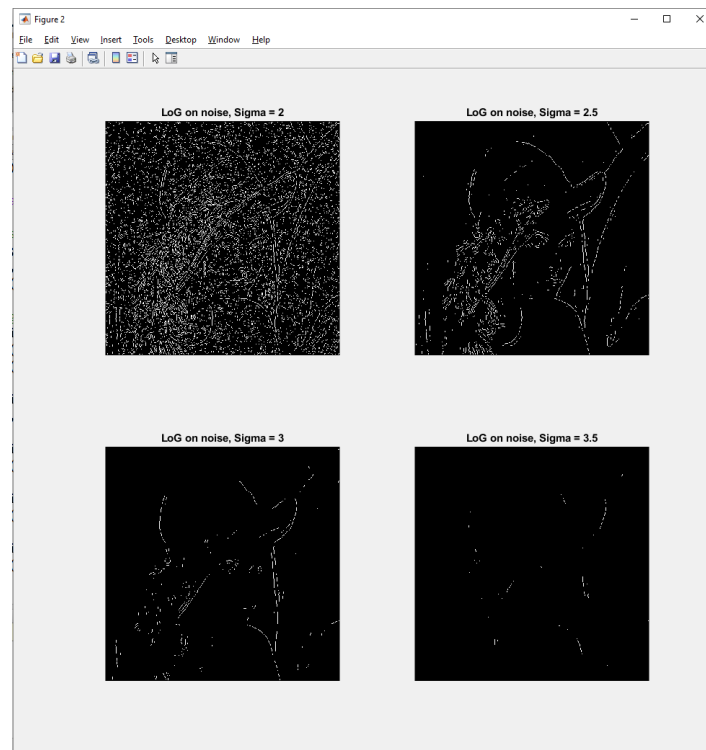 Figure 2
File Edit View Insert Tools Desktop Window Help
LoG on noise, Sigma = 2
LoG on noise, Sigma = 2.5
LoG on noise, Sigma = 3
LoG on noise, Sigma = 3.5